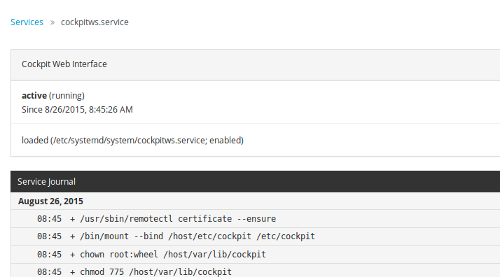 Services » cockpitws.service
Cockpit Web Interface
active (running)
Since 8/26/2015, 8:45:26 AM
loaded (/etc/systemd/system/cockpitws.service; enabled)
Service Journal
August 26, 2015
08:45 + /usr/sbin/remotectl certificate --ensure
08:45 + /bin/mount --bind /host/etc/cockpit /etc/cockpit
08:45 + chown root:wheel /host/var/lib/cockpit
08:45 + chmod 775 /host/var/lib/cockpit